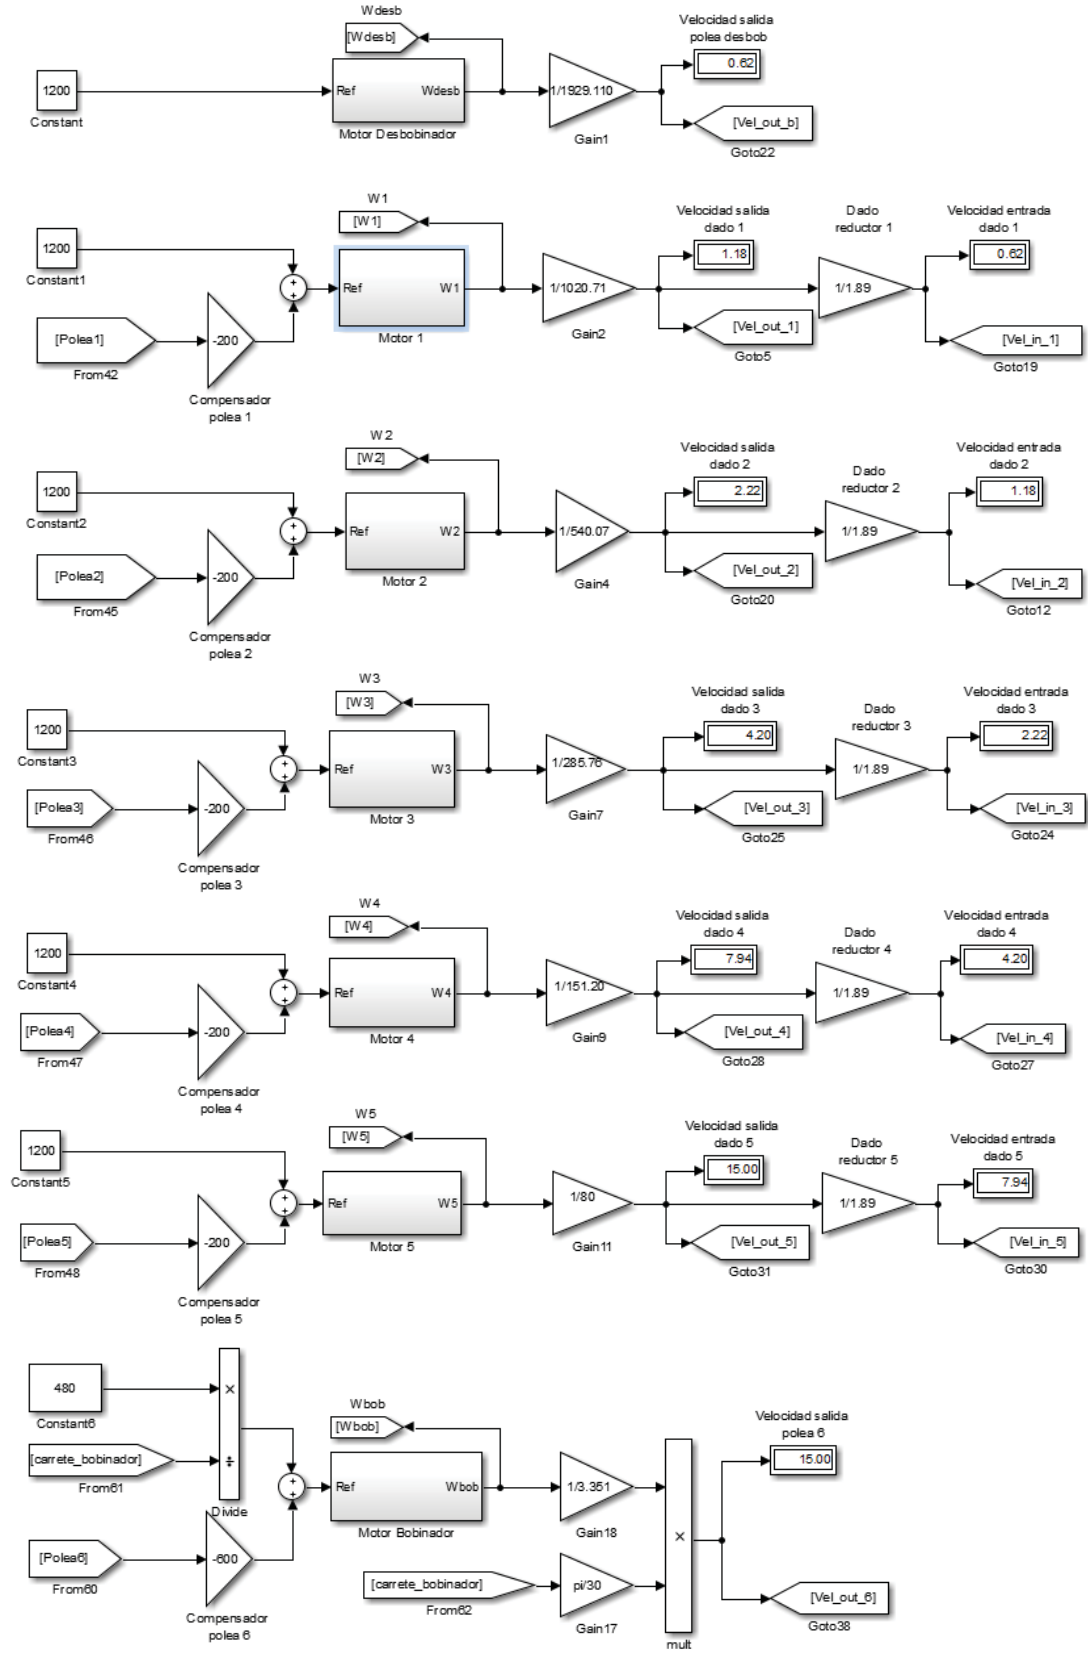 Wdesb
[Wdesb]
Velocidad salida
polea desbob
0.62
1200
Constant
Ref
Wdesb
Motor Desbobinador
1/1929.110
Gain1
[Vel_out_b]
Goto22
W1
[W1]
Velocidad salida
dado 1
1.18
Dado
reductor 1
Velocidad entrada
dado 1
0.62
1200
Constant1
+
+
Ref
W1
Motor 1
1/1020.71
Gain2
[Vel_out_1]
Goto5
1/1.89
[Vel_in_1]
Goto19
[Polea1]
From42
-200
Compensador
polea 1
W2
[W2]
Velocidad salida
dado 2
2.22
Dado
reductor 2
Velocidad entrada
dado 2
1.18
1200
Constant2
+
+
Ref
W2
Motor 2
1/540.07
Gain4
[Vel_out_2]
Goto20
1/1.89
[Vel_in_2]
Goto12
[Polea2]
From45
-200
Compensador
polea 2
W3
[W3]
Velocidad salida
dado 3
4.20
Dado
reductor 3
Velocidad entrada
dado 3
2.22
1200
Constant3
+
+
Ref
W3
Motor 3
1/285.76
Gain7
[Vel_out_3]
Goto25
1/1.89
[Vel_in_3]
Goto24
[Polea3]
From46
-200
Compensador
polea 3
W4
[W4]
Velocidad salida
dado 4
7.94
Dado
reductor 4
Velocidad entrada
dado 4
4.20
1200
Constant4
+
+
Ref
W4
Motor 4
1/151.20
Gain9
[Vel_out_4]
Goto28
1/1.89
[Vel_in_4]
Goto27
[Polea4]
From47
-200
Compensador
polea 4
W5
[W5]
Velocidad salida
dado 5
15.00
Dado
reductor 5
Velocidad entrada
dado 5
7.94
1200
Constant5
+
+
Ref
W5
Motor 5
1/80
Gain11
[Vel_out_5]
Goto31
1/1.89
[Vel_in_5]
Goto30
[Polea5]
From48
-200
Compensador
polea 5
480
Constant6
×
÷
Divide
[carrete_bobinador]
From61
Wbob
[Wbob]
+
+
Ref
Wbob
Motor Bobinador
1/3.351
Gain18
×
mult
Velocidad salida
polea 6
15.00
[Polea6]
From60
-600
Compensador
polea 6
[carrete_bobinador]
From62
pi/30
Gain17
[Vel_out_6]
Goto38